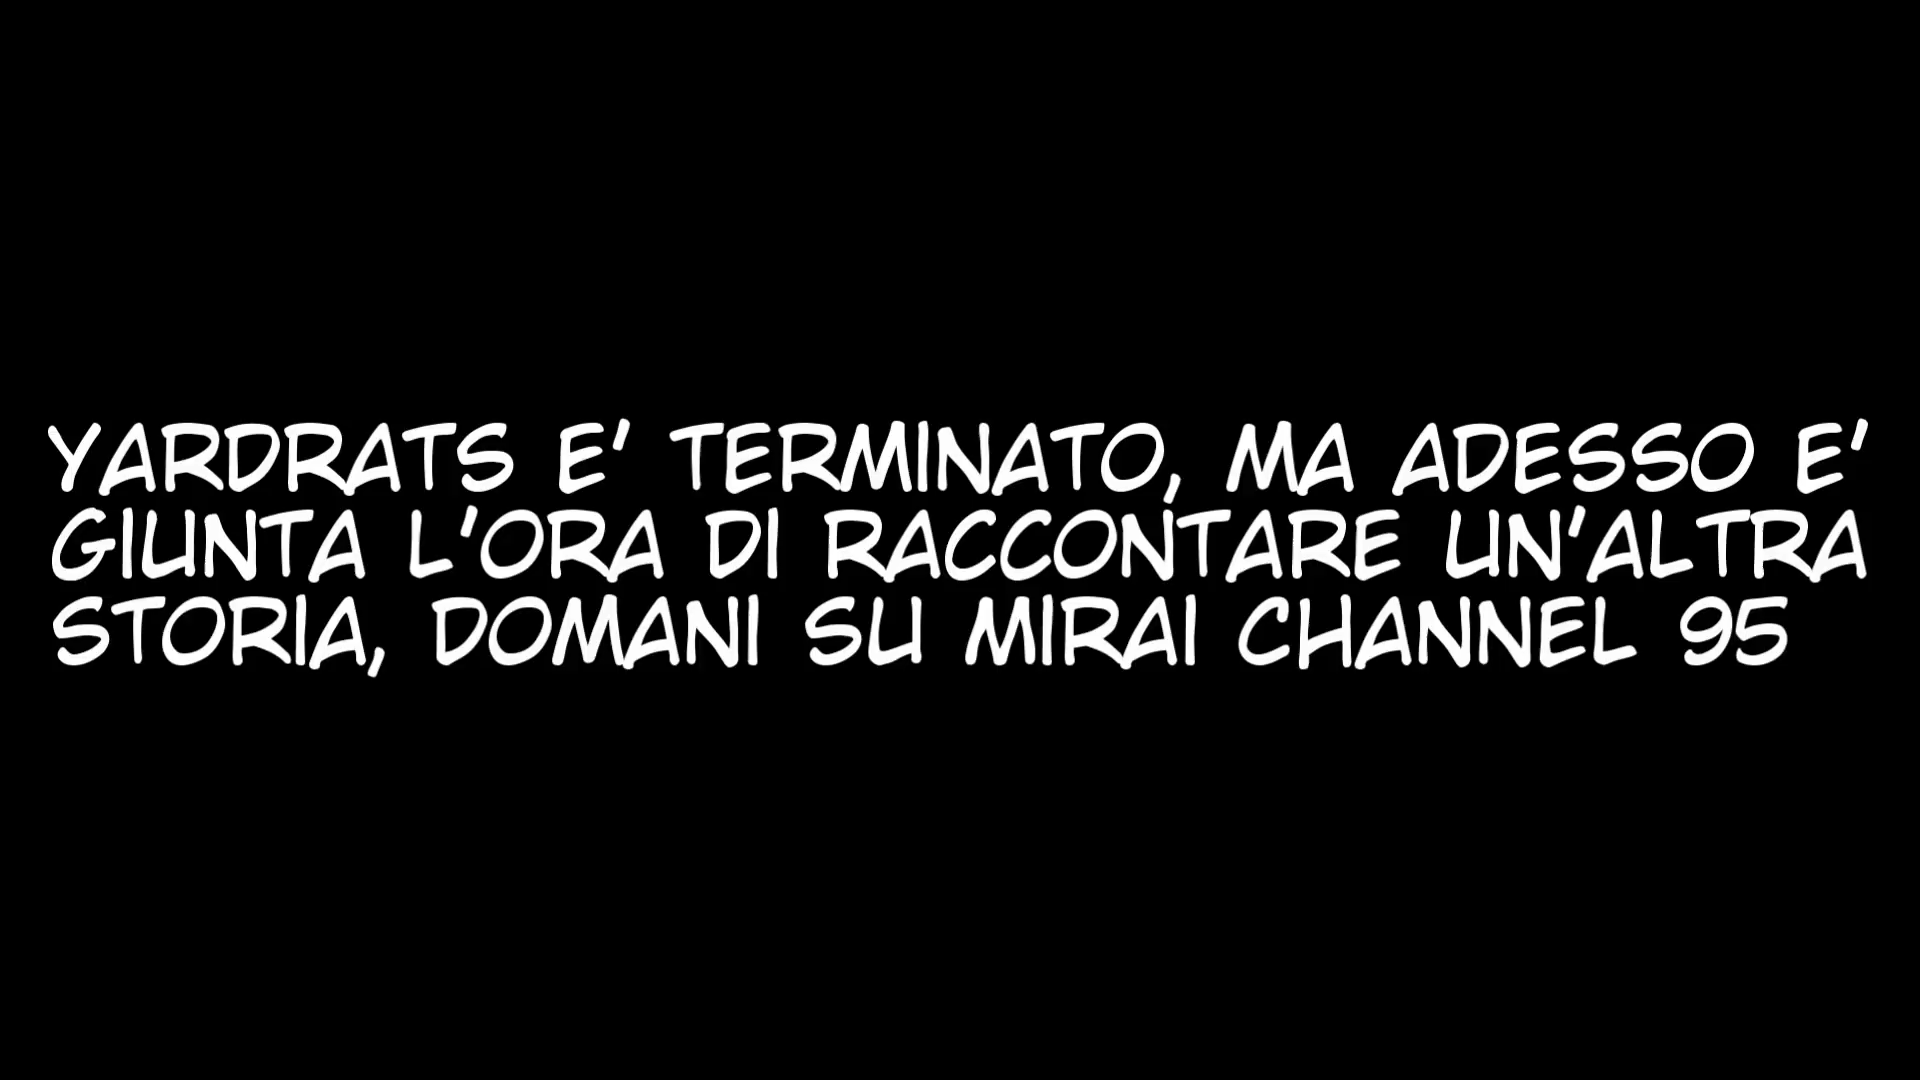 YARDRATS E' TERMINATO, MA ADESSO E'
GIUNTA L'ORA DI RACCONTARE UN'ALTRA
STORIA, DOMANI SU MIRAI CHANNEL 95